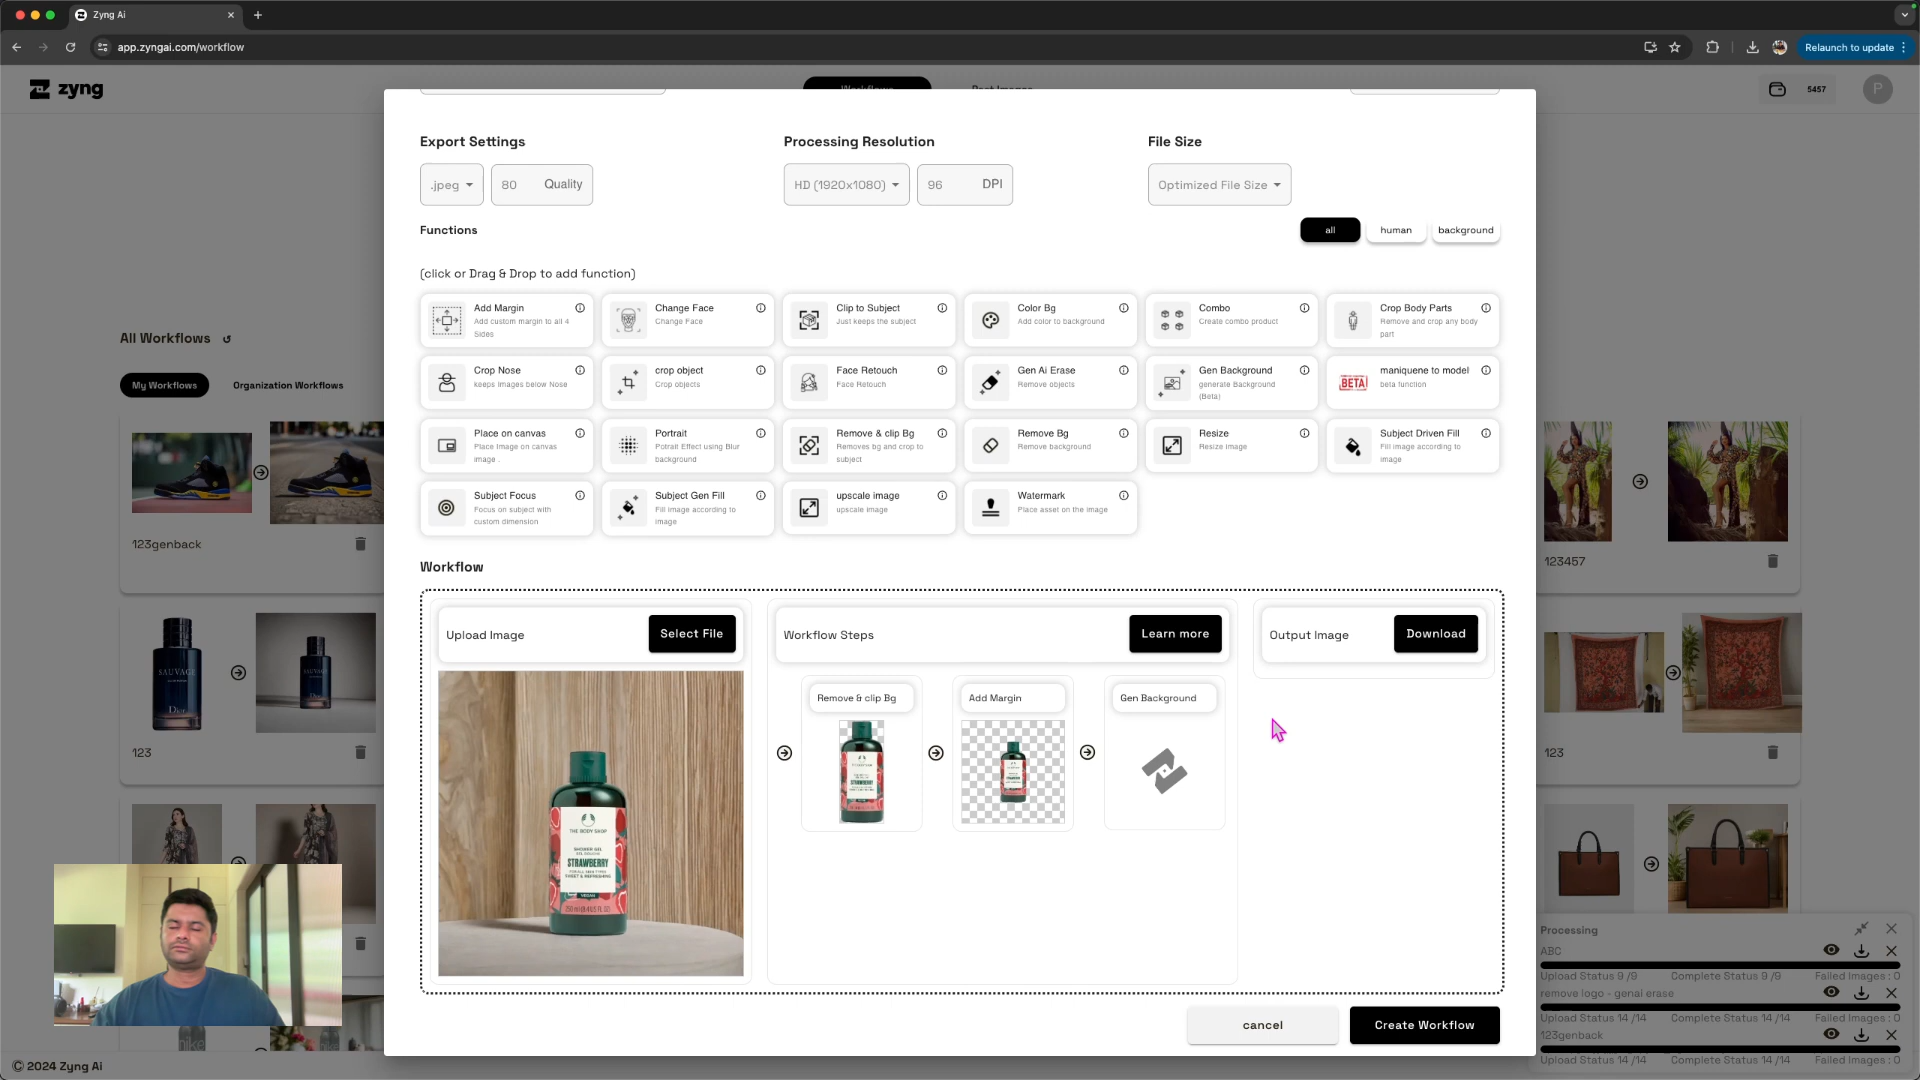 Zyng Ai
app.zyngai.com/workflow
Relaunch to update
zyng
5457
P
Export Settings
Processing Resolution
File Size
.jpeg
80
Quality
HD (1920x1080)
96
DPI
Optimized File Size
Functions
all
human
background
(click or Drag & Drop to add function)
Add Margin
Add custom margin to all 4
Sides
Change Face
Change Face
Clip to Subject
Just keeps the subject
Color Bg
Add color to background
Combo
Create combo product
Crop Body Parts
Remove and crop any body
part
Crop Nose
keeps Images below Nose
crop object
Crop objects
Face Retouch
Face Retouch
Gen Ai Erase
Remove objects
Gen Background
generate Background
(Beta)
BETA
maniquene to model
beta function
Place on canvas
Place Image on canvas
image .
Portrait
Potrait Effect using Blur
background
Remove & clip Bg
Removes bg and crop to
subject
Remove Bg
Remove background
Resize
Resize image
Subject Driven Fill
Fill image according to
image
Subject Focus
Focus on subject with
custom dimension
Subject Gen Fill
Fill image according to
image
upscale image
upscale image
Watermark
Place asset on the image
Workflow
Upload Image
Select File
Workflow Steps
Learn more
Output Image
Download
Remove & clip Bg
Add Margin
Gen Background
THE BODY SHOP
SHOWER GEL
STRAWBERRY
VEGAN
STRAWBERRY
cancel
Create Workflow
All Workflows
My Workflows
Organization Workflows
123genback
SAUVAGE
Dior
123
123457
123
Processing
ABC
Upload Status 9 /9
Complete Status 9 /9
Failed Images : 0
remove logo - genai erase
Upload Status 14 /14
Complete Status 14 /14
Failed Images : 0
123genback
Upload Status 14 /14
Complete Status 14 /14
Failed Images : 0
© 2024 Zyng Ai